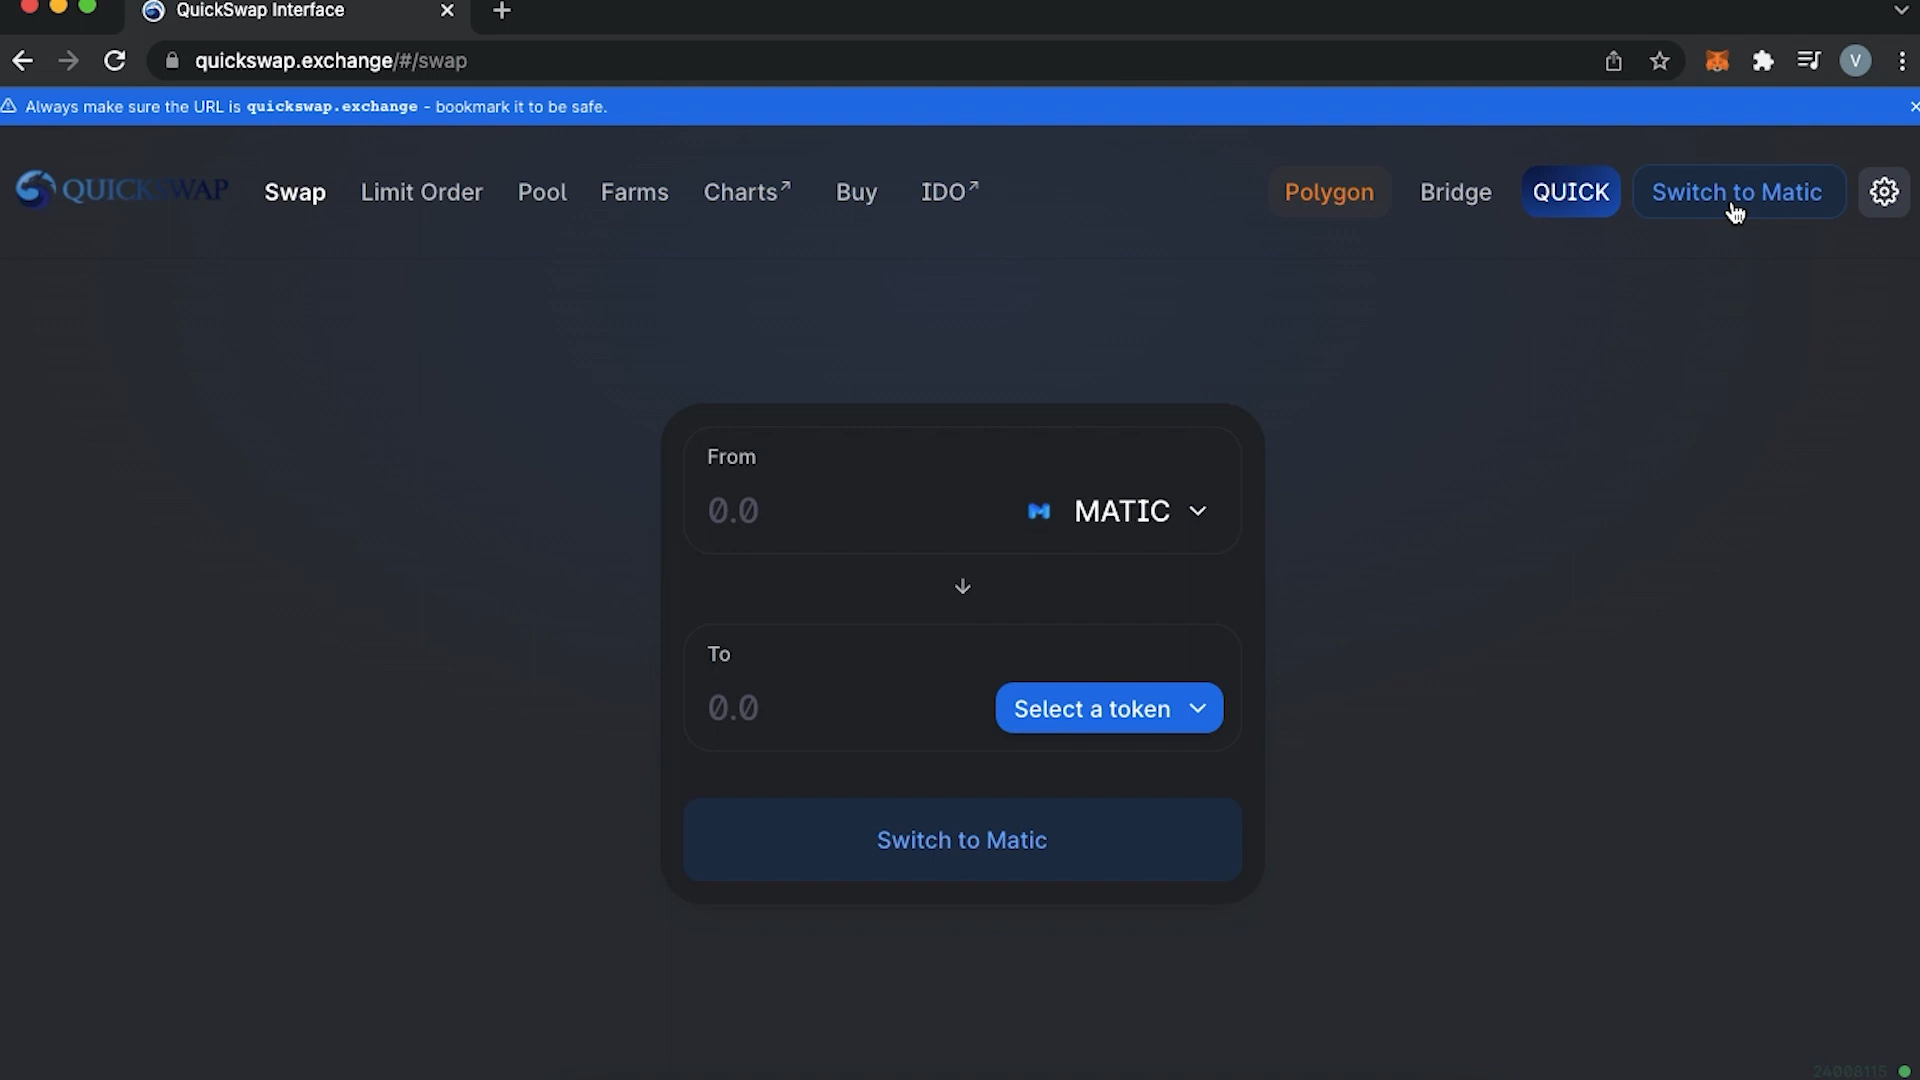 QuickSwap Interface
quickswap.exchange/#/swap
V
Always make sure the URL is quickswap.exchange - bookmark it to be safe.
QUICKSWAP Swap Limit Order Pool Farms Charts↗ Buy IDO↗ Polygon Bridge QUICK Switch to Matic
From
0.0 MATIC
To
0.0 Select a token
Switch to Matic
24008115